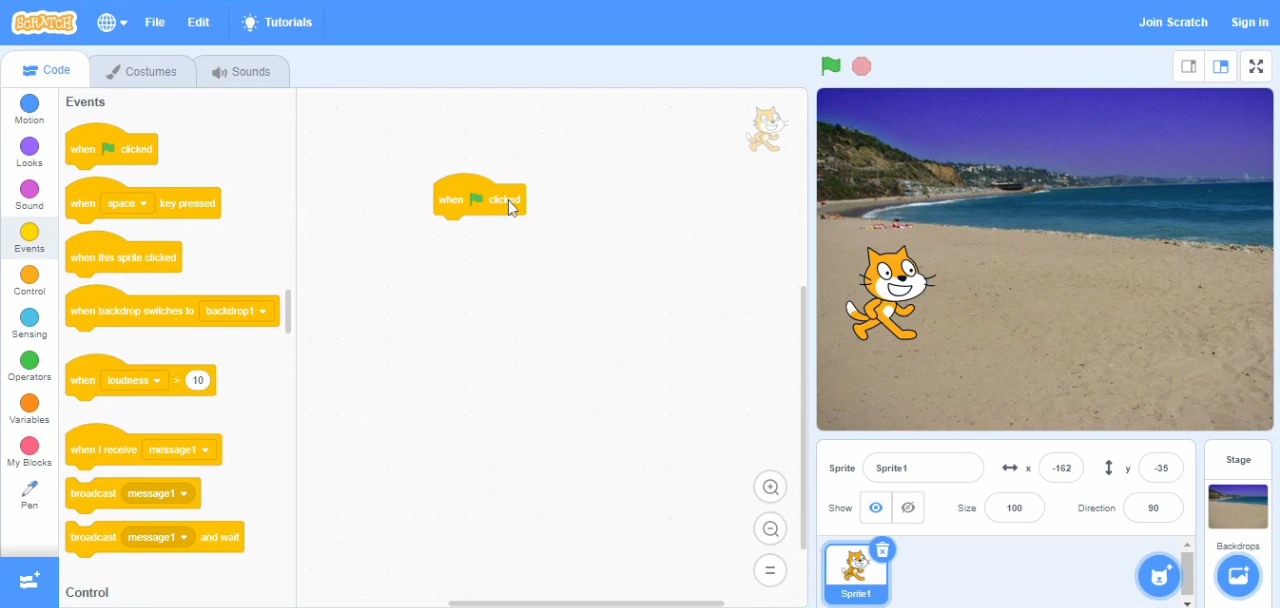 SCRATCH File Edit Tutorials Join Scratch Sign in
Code Costumes Sounds
Motion
Looks
Sound
Events
Control
Sensing
Operators
Variables
My Blocks
Pen
Events
when clicked
when space key pressed
when this sprite clicked
when backdrop switches to backdrop1
when loudness > 10
when I receive message1
broadcast message1
broadcast message1 and wait
Control
when clicked
Sprite Sprite1 x -162 y -35
Show Size 100 Direction 90
Sprite1
Stage
Backdrops